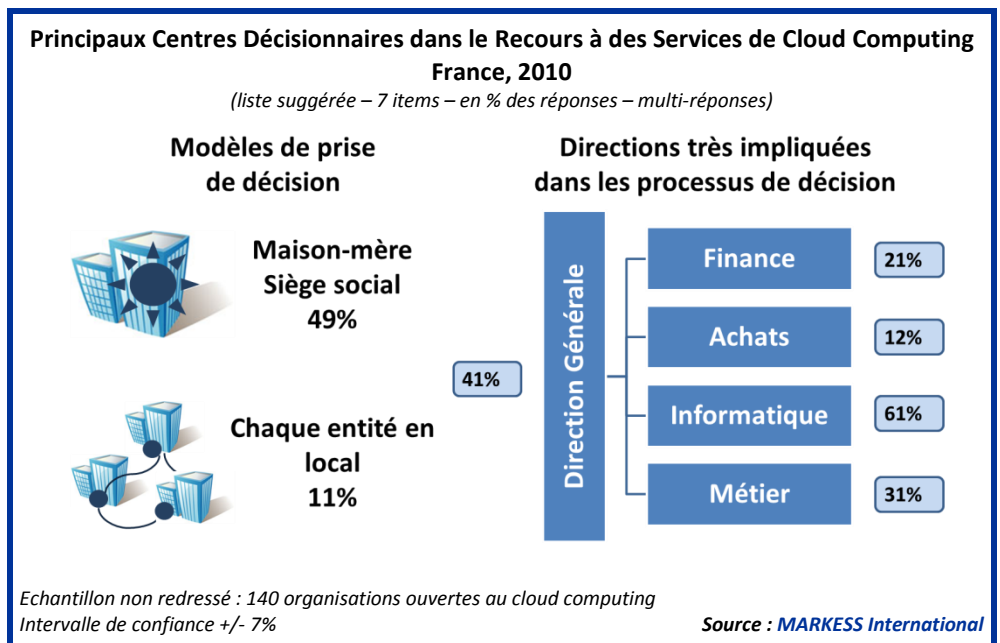 Principaux Centres Décisionnaires dans le Recours à des Services de Cloud Computing
France, 2010
(liste suggérée – 7 items – en % des réponses – multi-réponses)
Modèles de prise
de décision
Maison-mère
Siège social
49%
Chaque entité en
local
11%
Directions très impliquées
dans les processus de décision
41%
Direction Générale
Finance
21%
Achats
12%
Informatique
61%
Métier
31%
Echantillon non redressé : 140 organisations ouvertes au cloud computing
Intervalle de confiance +/- 7%
Source : MARKESS International